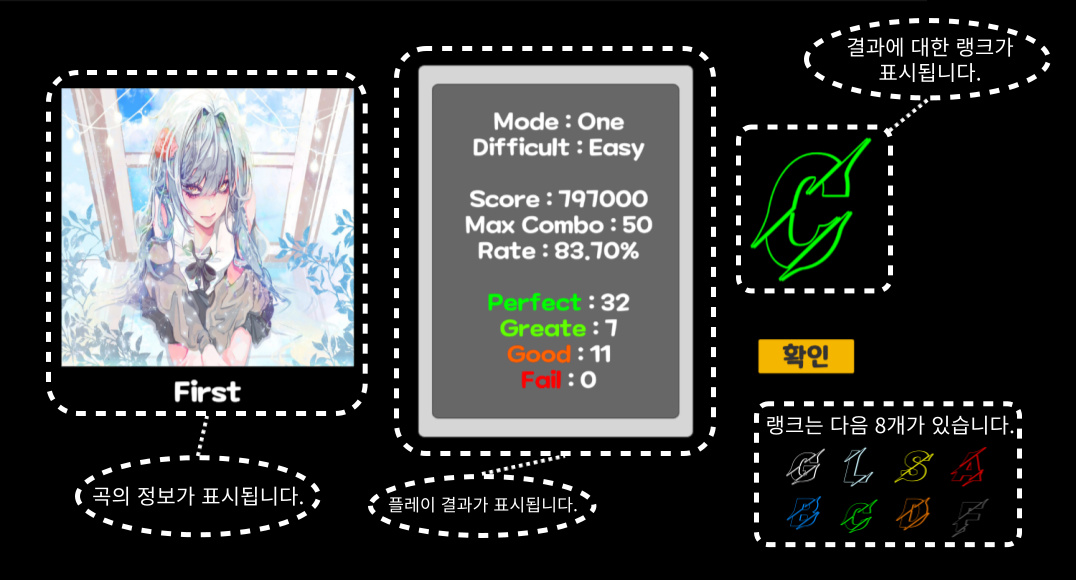 결과에 대한 랭크가
표시됩니다.
Mode : One
Difficult : Easy
Score : 797000
Max Combo : 50
Rate : 83.70%
Perfect : 32
Greate : 7
Good : 11
Fail : 0
C
First
확인
곡의 정보가 표시됩니다.
플레이 결과가 표시됩니다.
랭크는 다음 8개가 있습니다.
G L S A
B C D F